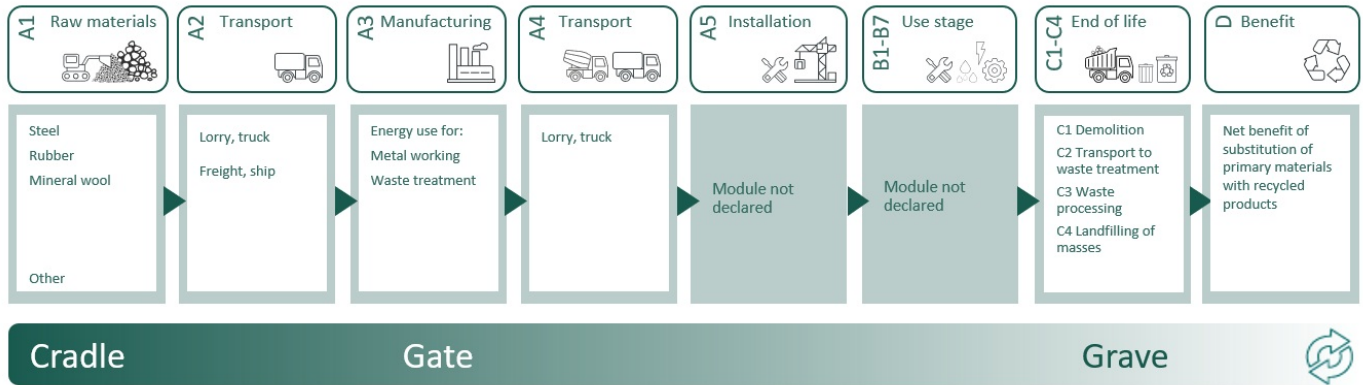 A1 Raw materials
A2 Transport
A3 Manufacturing
A4 Transport
A5 Installation
B1-B7 Use stage
C1-C4 End of life
D Benefit
Steel
Rubber
Mineral wool
Other
Lorry, truck
Freight, ship
Energy use for:
Metal working
Waste treatment
Lorry, truck
Module not
declared
Module not
declared
C1 Demolition
C2 Transport to
waste treatment
C3 Waste
processing
C4 Landfilling of
masses
Net benefit of
substitution of
primary materials
with recycled
products
Cradle
Gate
Grave